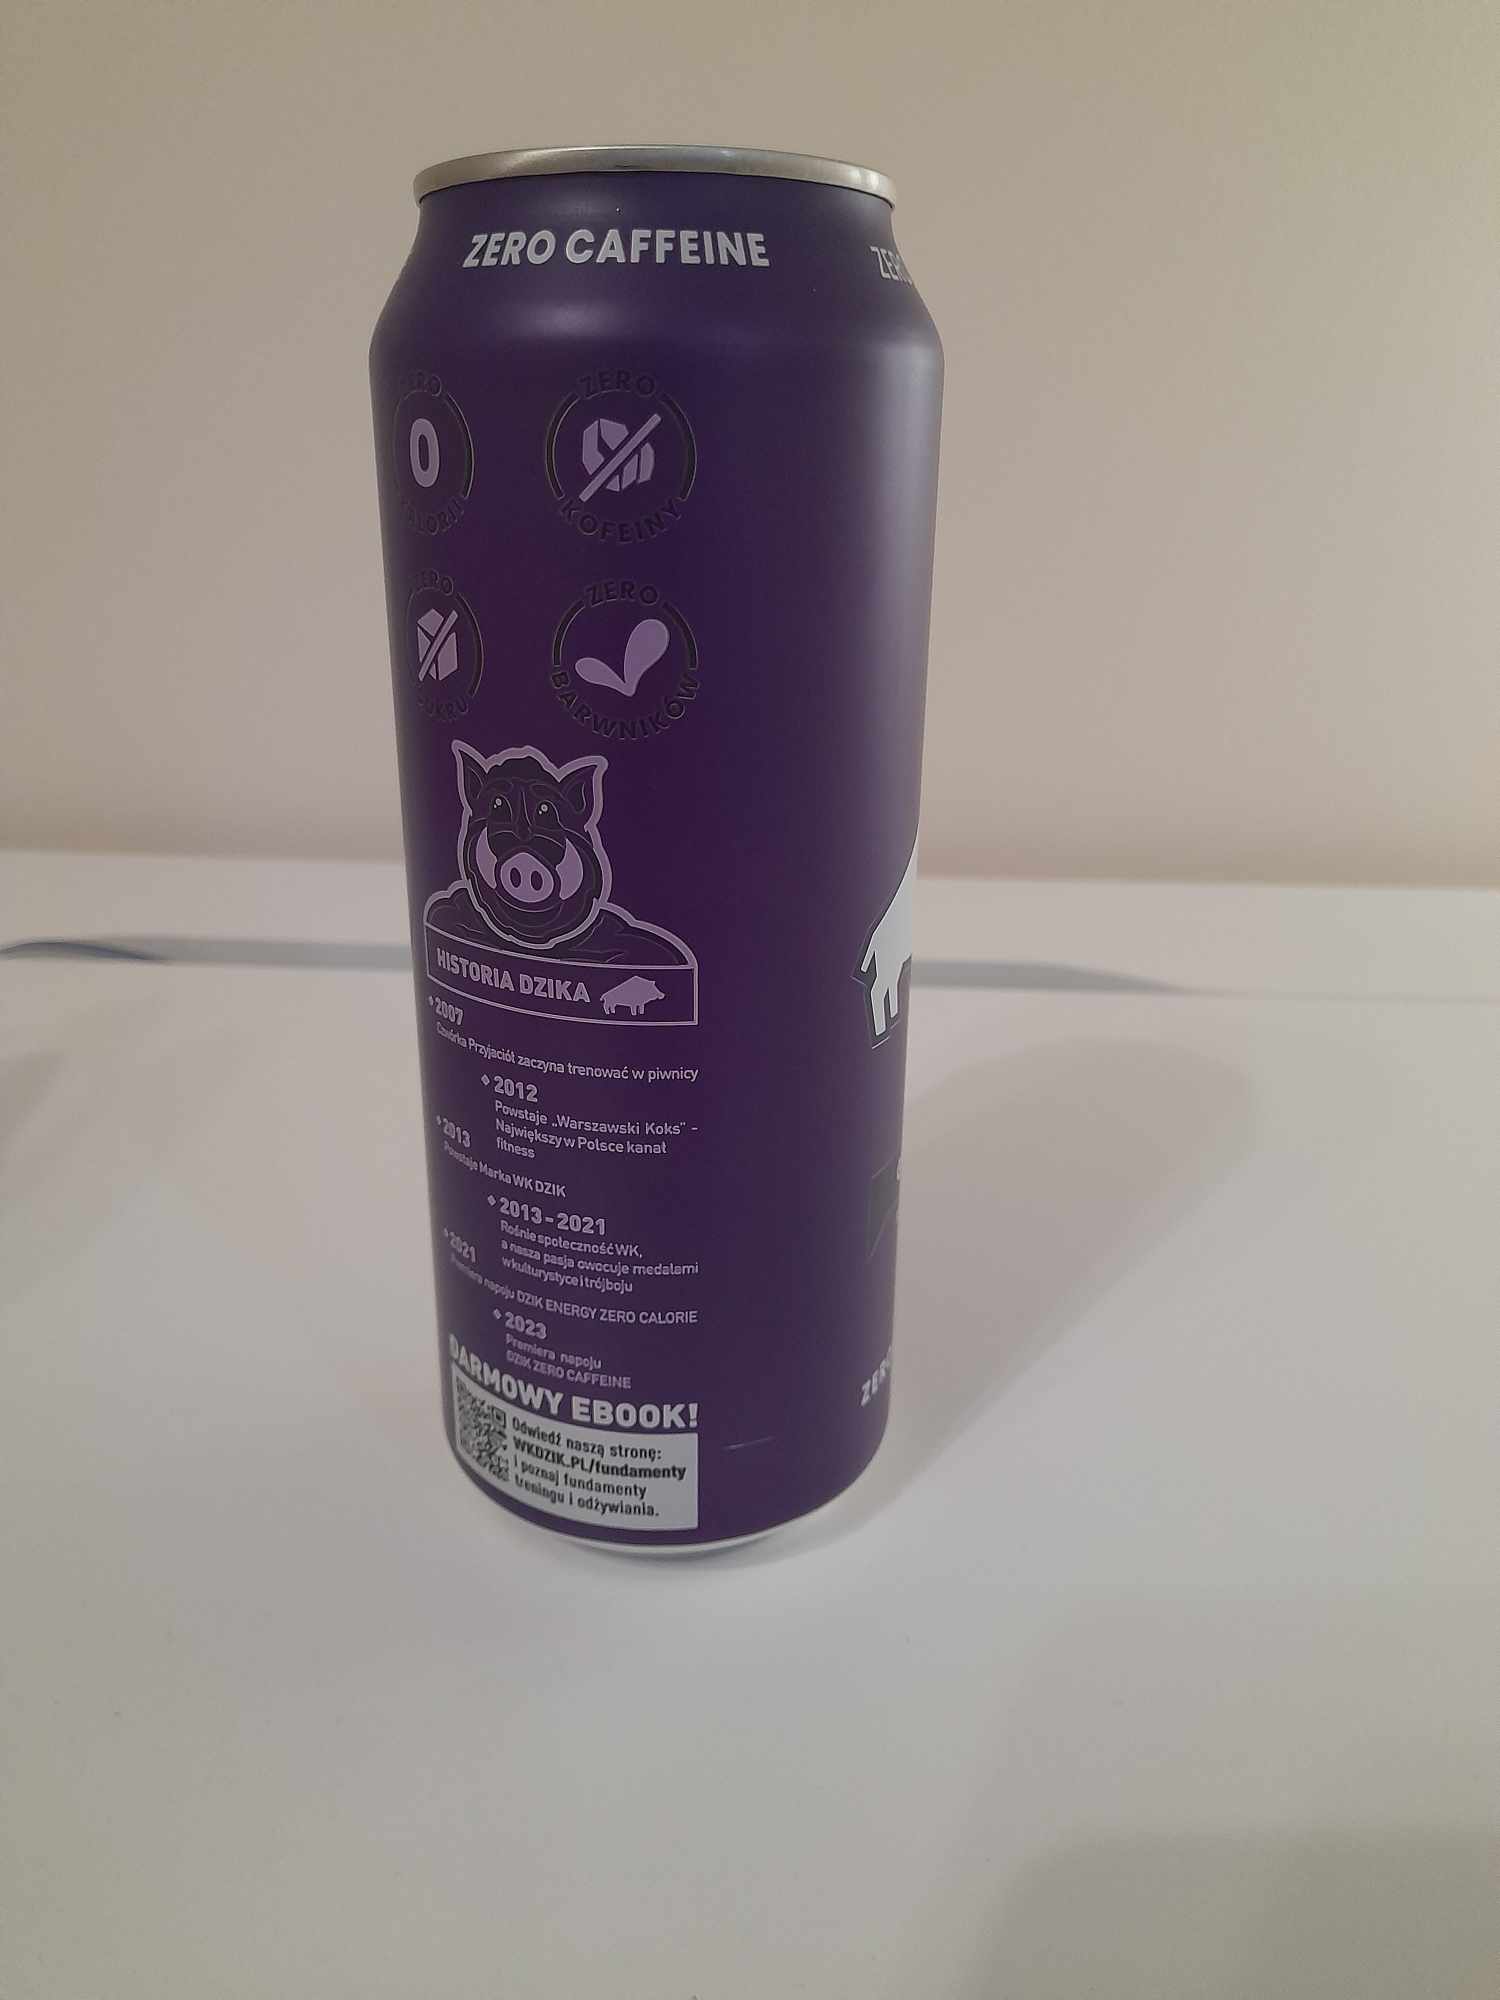 ZERO CAFFEINE
ZERO
0
KALORII
ZERO
KOFEINY
ZERO
CUKRU
ZERO
BARWNIKÓW
HISTORIA DZIKA
2007
Czwórka Przyjaciół zaczyna trenować w piwnicy
2012
Powstaje „Warszawski Koks” -
Największy w Polsce kanał
fitness
2013
Powstaje Marka WK DZIK
2013-2021
Rośnie społeczność WK,
a nasza pasja owocuje medalami
w kulturystyce i trójboju
2021
Premiera napoju DZIK ENERGY ZERO CALORIE
2023
Premiera napoju
DZIK ZERO CAFFEINE
DARMOWY EBOOK!
Odwiedź naszą stronę:
WKDZIK.PL/fundamenty
i poznaj fundamenty
treningu i odżywiania.